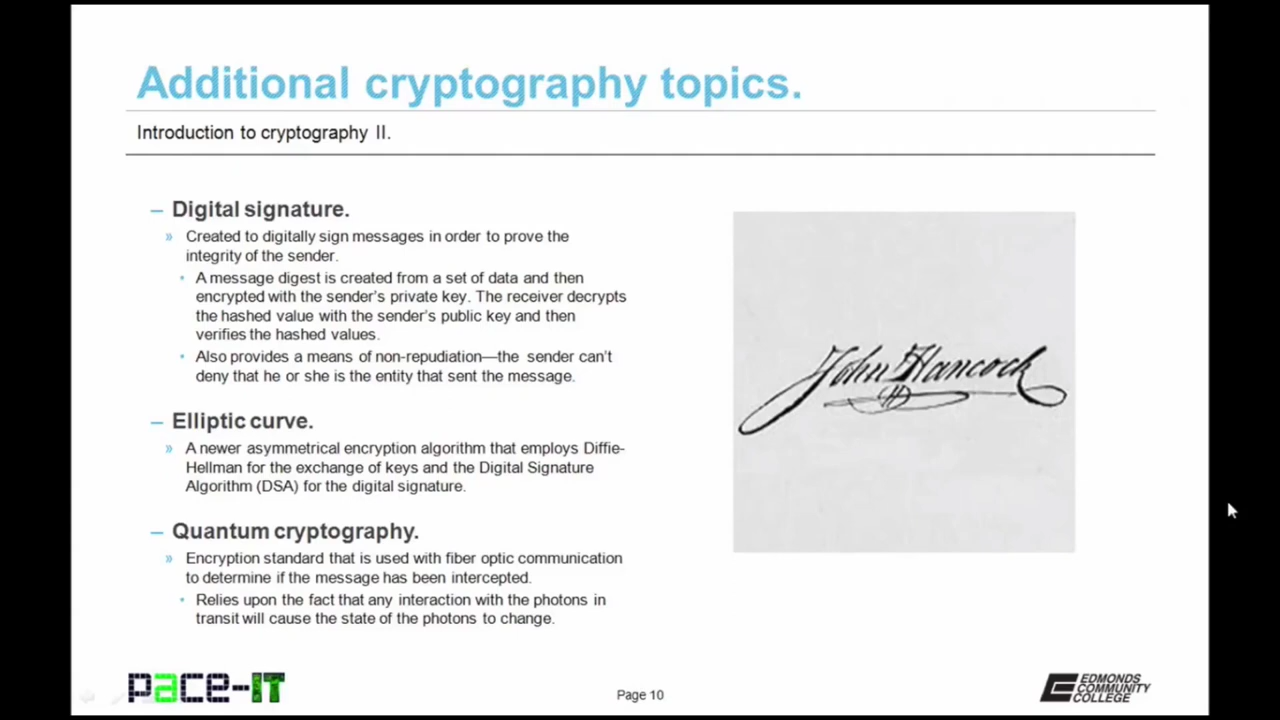 Additional cryptography topics.
Introduction to cryptography II.
– Digital signature.
» Created to digitally sign messages in order to prove the
integrity of the sender.
• A message digest is created from a set of data and then
encrypted with the sender's private key. The receiver decrypts
the hashed value with the sender's public key and then
verifies the hashed values.
• Also provides a means of non-repudiation—the sender can't
deny that he or she is the entity that sent the message.
– Elliptic curve.
» A newer asymmetrical encryption algorithm that employs Diffie-
Hellman for the exchange of keys and the Digital Signature
Algorithm (DSA) for the digital signature.
– Quantum cryptography.
» Encryption standard that is used with fiber optic communication
to determine if the message has been intercepted.
• Relies upon the fact that any interaction with the photons in
transit will cause the state of the photons to change.
John Hancock
pace-IT
Page 10
EDMONDS
COMMUNITY
COLLEGE